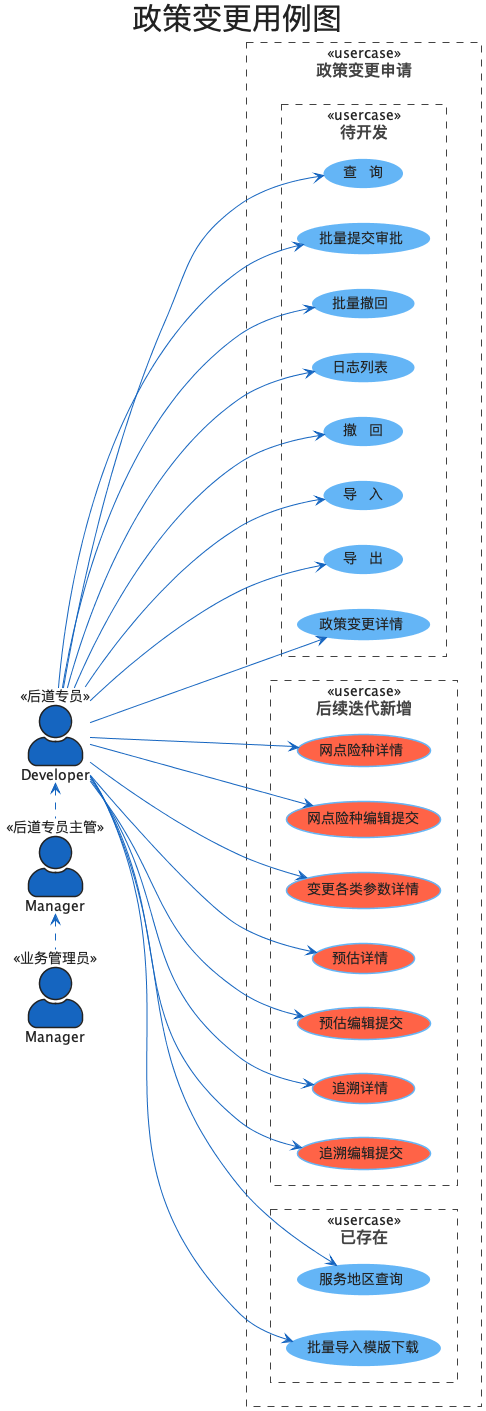 政策变更用例图
«usercase»
政策变更申请
«usercase»
待开发
查　询
批量提交审批
批量撤回
日志列表
撤　回
导　入
导　出
政策变更详情
«后道专员»
Developer
«后道专员主管»
Manager
«业务管理员»
Manager
«usercase»
后续迭代新增
网点险种详情
网点险种编辑提交
变更各类参数详情
预估详情
预估编辑提交
追溯详情
追溯编辑提交
«usercase»
已存在
服务地区查询
批量导入模版下载